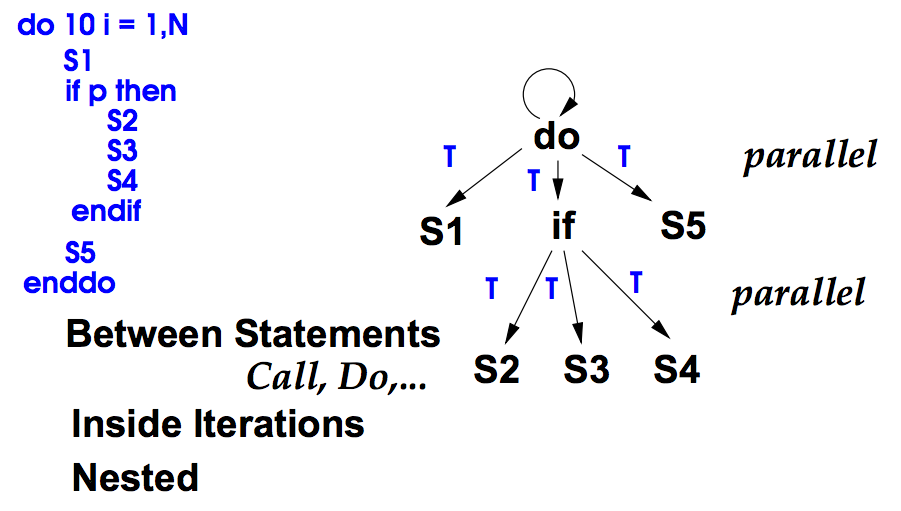 do 10 i = 1,N
S1
if p then
S2
S3
S4
endif
S5
enddo
do
T
T
T
parallel
S1
if
S5
T
T
T
parallel
S2
S3
S4
Between Statements
Call, Do,...
Inside Iterations
Nested